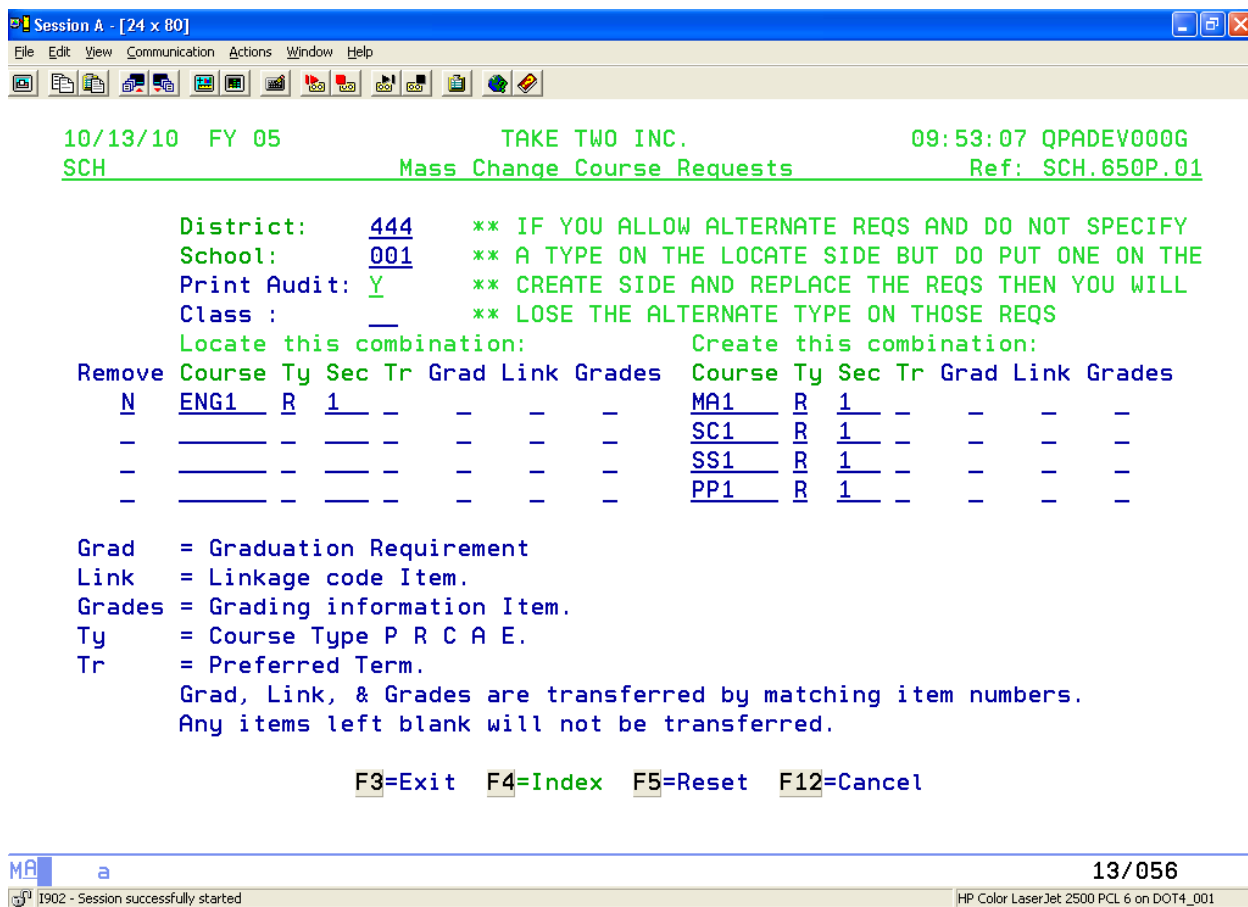 Session A - [24 x 80]
File Edit View Communication Actions Window Help
10/13/10 FY 05 TAKE TWO INC. 09:53:07 QPADEV000G
SCH Mass Change Course Requests Ref: SCH.650P.01
District: 444 ** IF YOU ALLOW ALTERNATE REQS AND DO NOT SPECIFY
School: 001 ** A TYPE ON THE LOCATE SIDE BUT DO PUT ONE ON THE
Print Audit: Y ** CREATE SIDE AND REPLACE THE REQS THEN YOU WILL
Class : __ ** LOSE THE ALTERNATE TYPE ON THOSE REQS
Locate this combination: Create this combination:
Remove Course Ty Sec Tr Grad Link Grades Course Ty Sec Tr Grad Link Grades
N ENG1 R 1 _ _ _ _ MA1 R 1 _ _ _ _
_ ______ _ ___ _ _ _ _ SC1 R 1 _ _ _ _
_ ______ _ ___ _ _ _ _ SS1 R 1 _ _ _ _
_ ______ _ ___ _ _ _ _ PP1 R 1 _ _ _ _
Grad = Graduation Requirement
Link = Linkage code Item.
Grades = Grading information Item.
Ty = Course Type P R C A E.
Tr = Preferred Term.
Grad, Link, & Grades are transferred by matching item numbers.
Any items left blank will not be transferred.
F3=Exit F4=Index F5=Reset F12=Cancel
MA a 13/056
I902 - Session successfully started HP Color LaserJet 2500 PCL 6 on DOT4_001